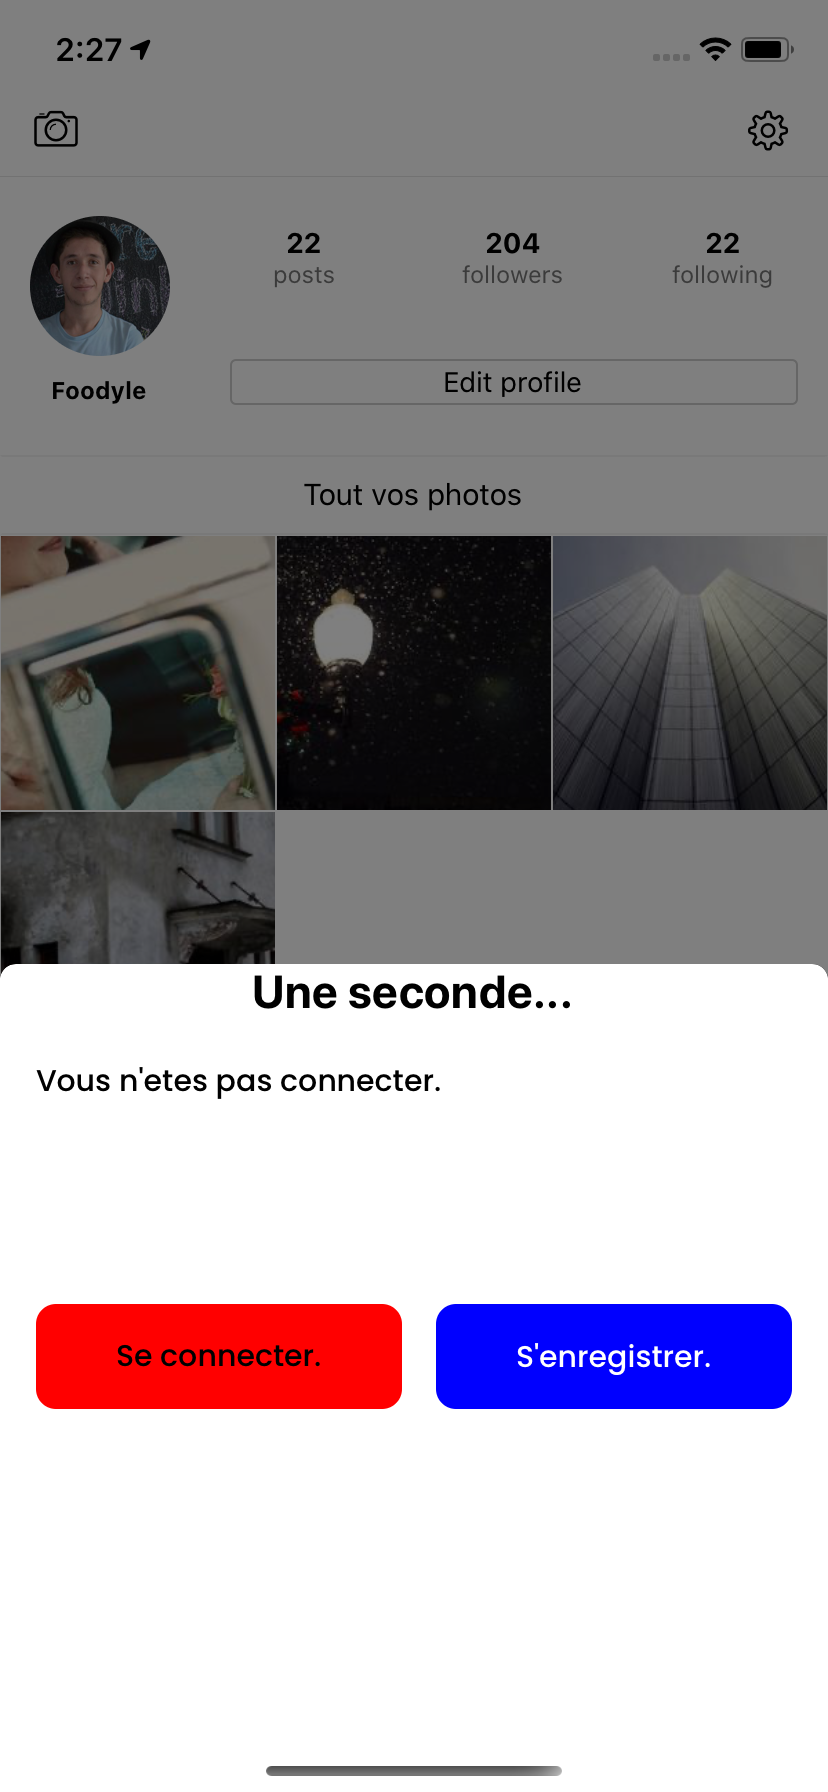 2:27
22 204 22
posts followers following
Foodyle
Edit profile
Tout vos photos
Une seconde...
Vous n'etes pas connecter.
Se connecter. S'enregistrer.